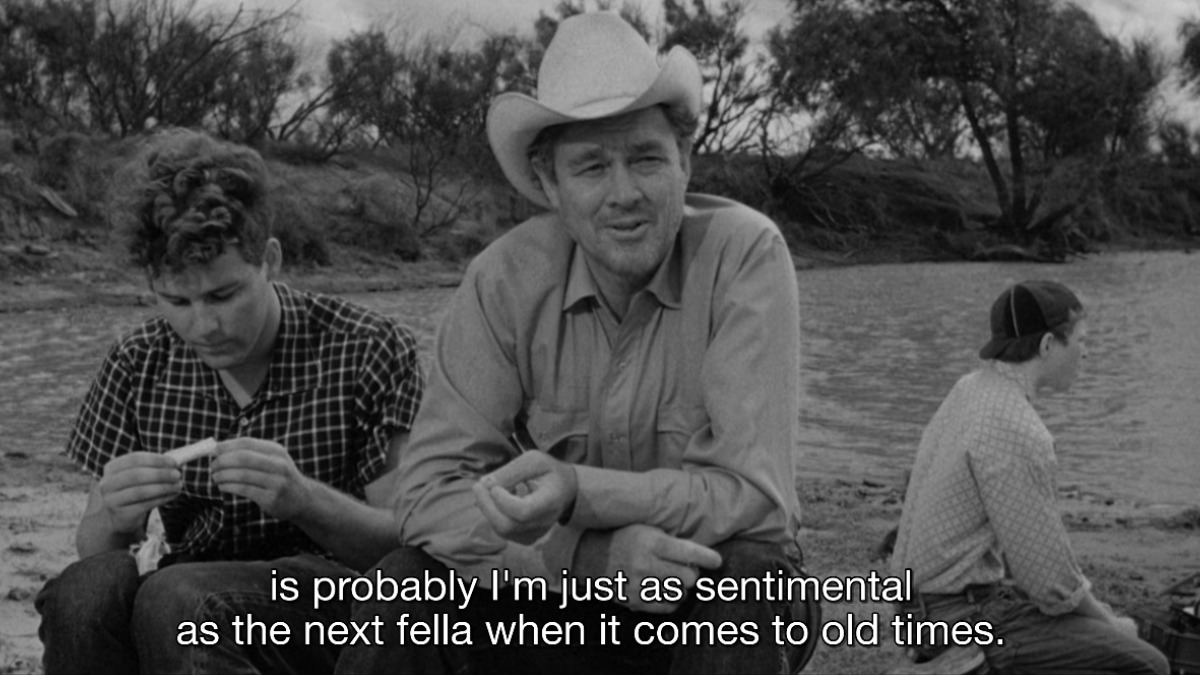 is probably I'm just as sentimental
as the next fella when it comes to old times.